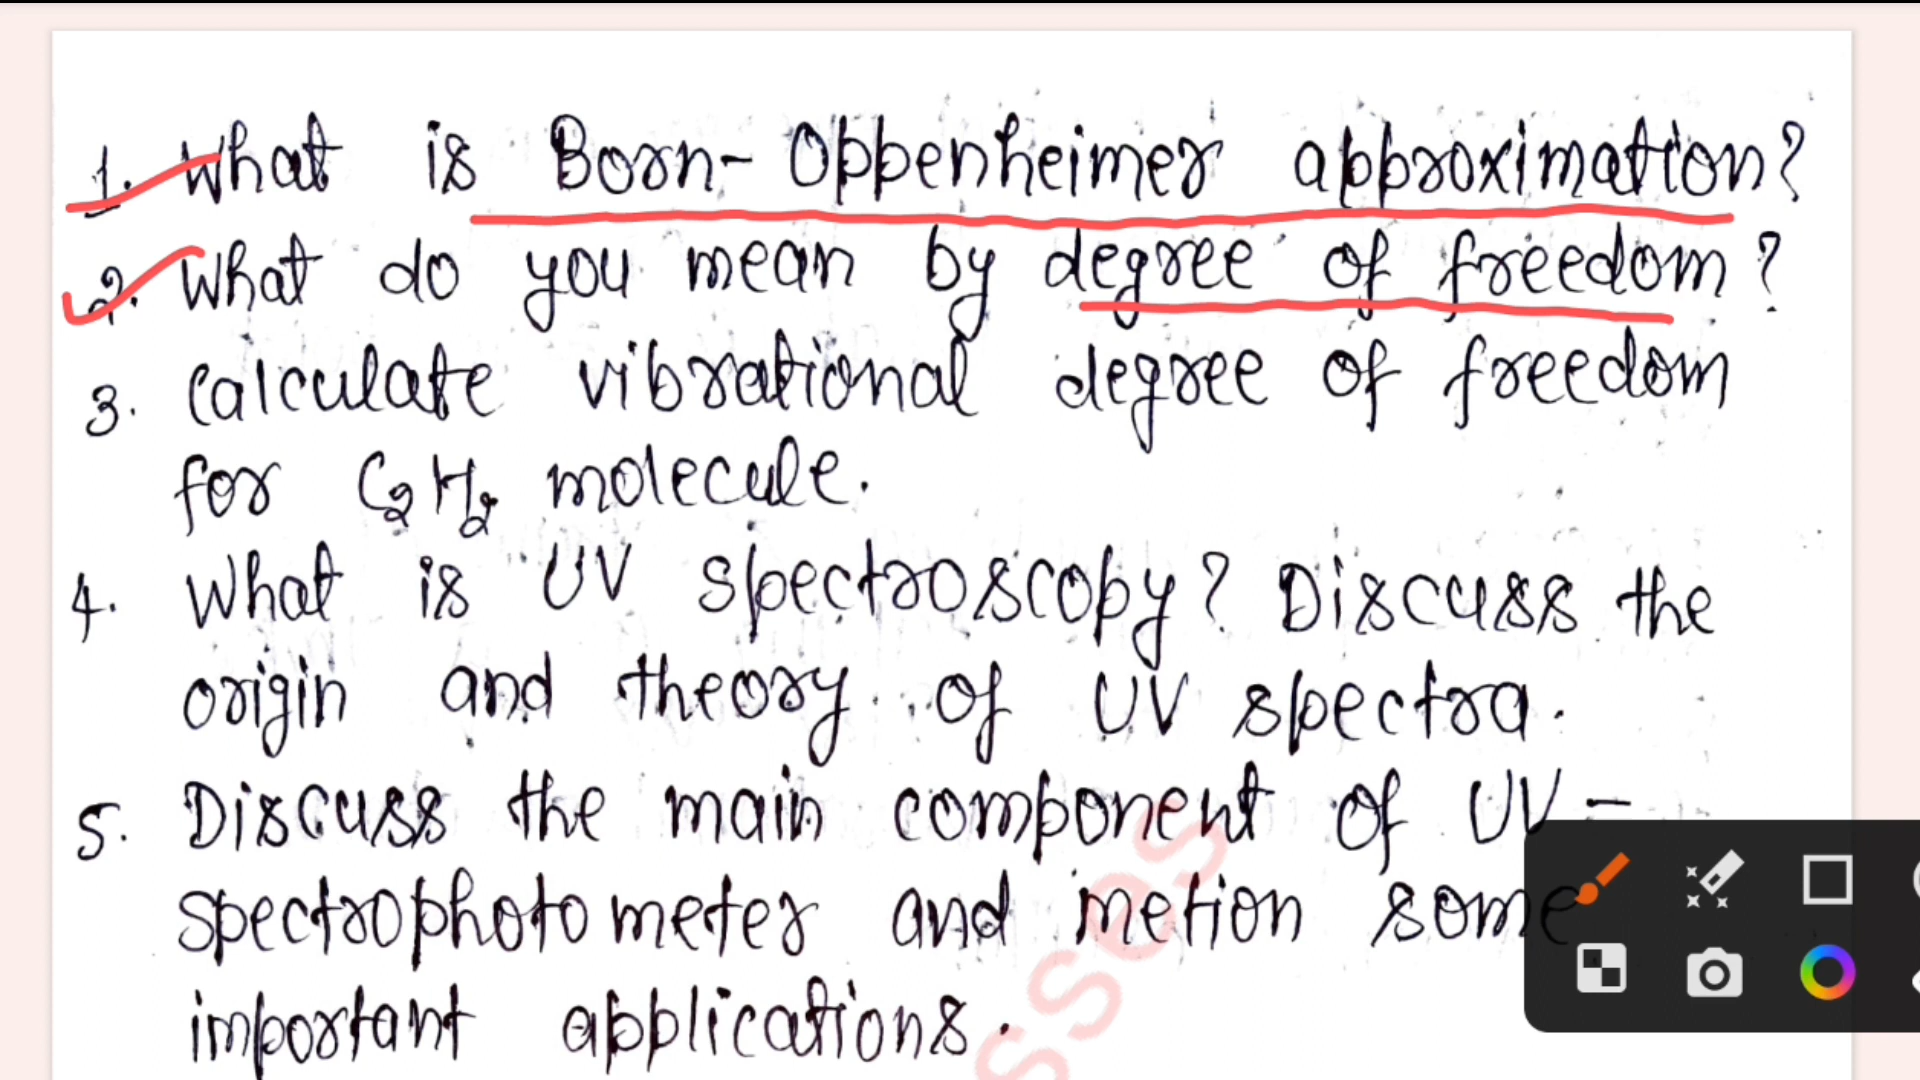 1. What is Born-Oppenheimer approximation?
2. What do you mean by degree of freedom?
3. Calculate vibrational degree of freedom
for C₂H₂ molecule.
4. What is UV spectroscopy? Discuss the
origin and theory of UV spectra.
5. Discuss the main component of UV-
spectrophotometer and metion some
important applications.
sses